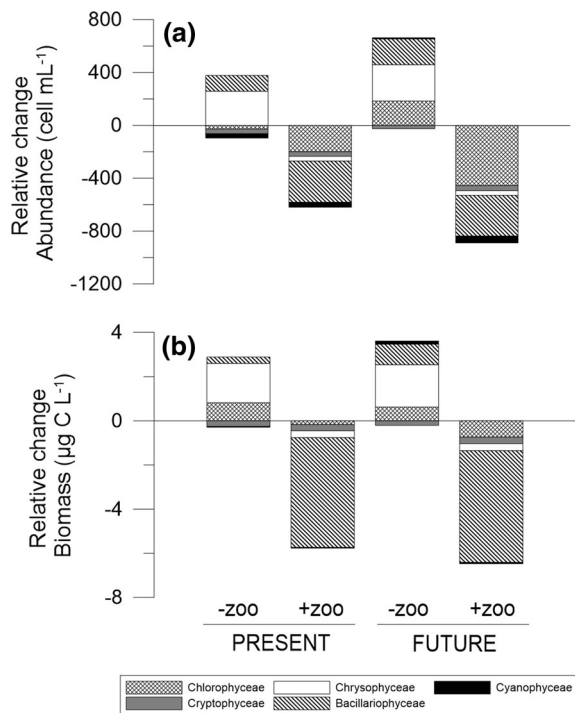 (a)
Relative change
Abundance (cell mL⁻¹)
800
400
0
-400
-800
-1200
(b)
Relative change
Biomass (µg C L⁻¹)
4
0
-4
-8
-zoo +zoo -zoo +zoo
PRESENT FUTURE
Chlorophyceae Chrysophyceae Cyanophyceae
Cryptophyceae Bacillariophyceae